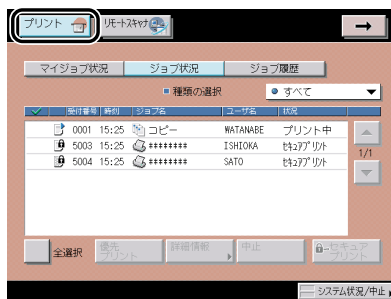 プリント リモートスキャナ
マイジョブ状況 ジョブ状況 ジョブ履歴
■種類の選択 すべて
受付番号 時刻 ジョブ名 ユーザ名 状況
0001 15:25 コピー WATANABE プリント中
5003 15:25 ******** ISHIOKA セキュアプリント
5004 15:25 ******** SATO セキュアプリント
1/1
全選択 優先プリント 詳細情報 中止 セキュアプリント
システム状況/中止